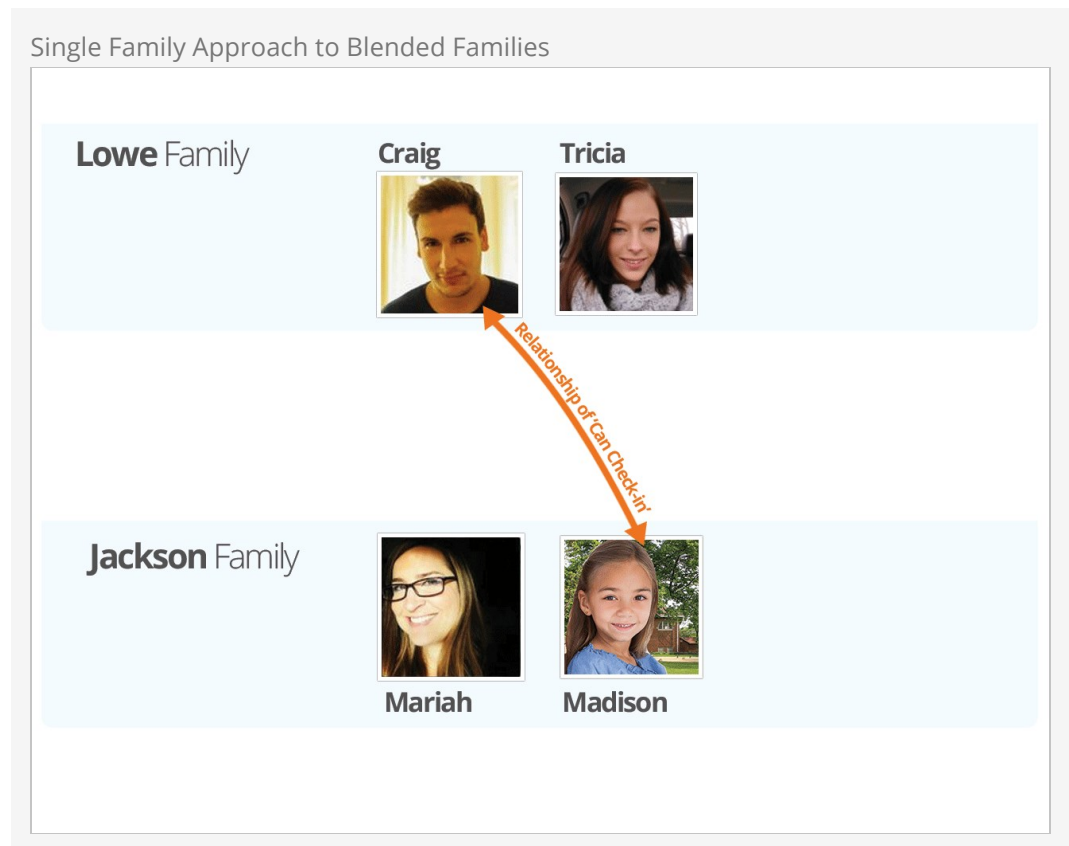 Single Family Approach to Blended Families
Lowe Family
Craig
Tricia
Relationship of 'Can Check-in'
Jackson Family
Mariah
Madison